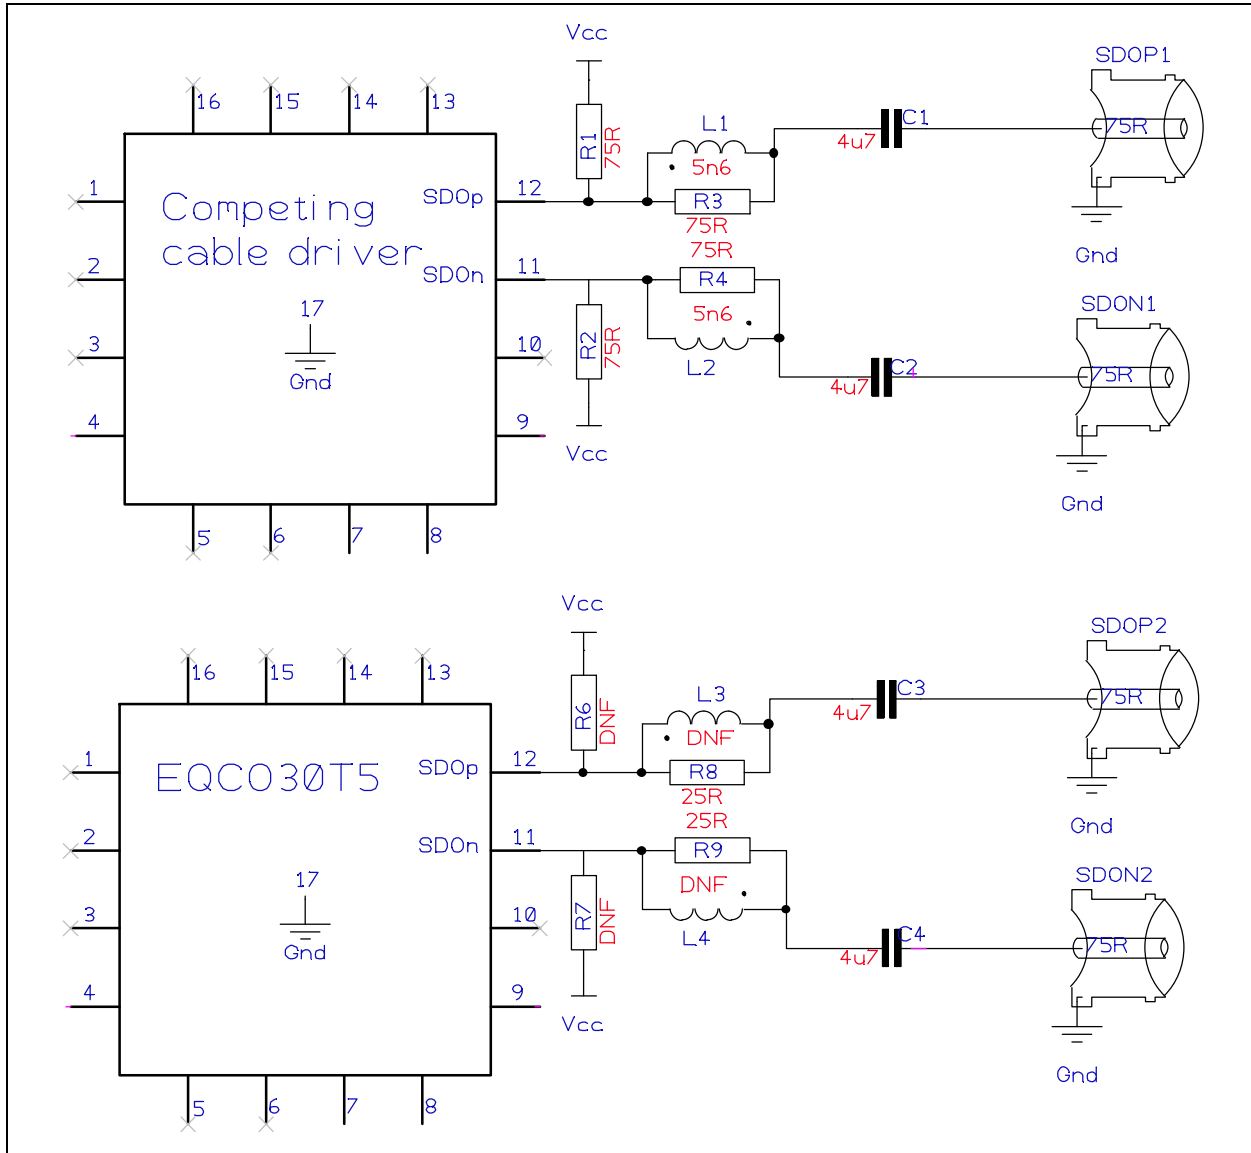 Vcc
SDOP1
16 15 14 13
R1 75R
L1
5n6
C1
4u7
75R
1
Competing
cable driver
SDOp
12
R3
75R
Gnd
2
SDOn
11
75R
R4
5n6
L2
SDON1
17
Gnd
3
10
R2 75R
C2
4u7
75R
4
9
Vcc
Gnd
5 6 7 8
Vcc
SDOP2
16 15 14 13
R6 DNF
L3
DNF
C3
4u7
75R
1
EQCO30T5
SDOp
12
R8
25R
Gnd
2
SDOn
11
25R
R9
DNF
L4
SDON2
17
Gnd
3
10
R7 DNF
C4
4u7
75R
4
9
Vcc
Gnd
5 6 7 8